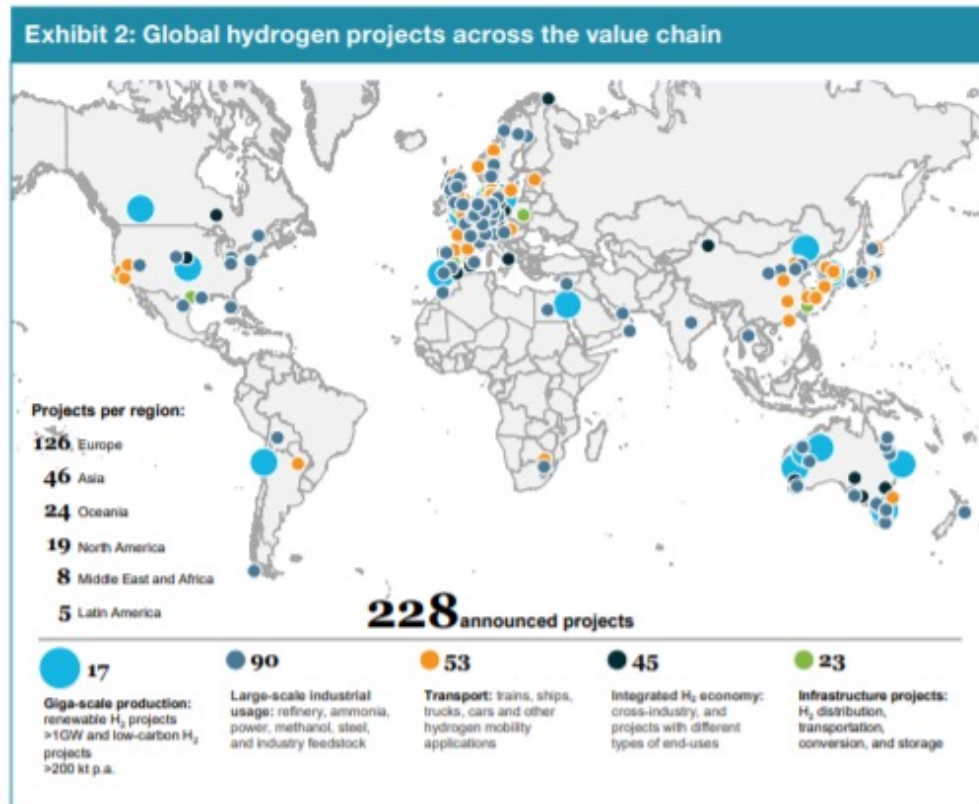 Exhibit 2: Global hydrogen projects across the value chain
Projects per region:
126 Europe
46 Asia
24 Oceania
19 North America
8 Middle East and Africa
5 Latin America
228 announced projects
17
Giga-scale production:
renewable H₂ projects
>1GW and low-carbon H₂
projects
>200 kt p.a.
90
Large-scale industrial
usage: refinery, ammonia,
power, methanol, steel,
and industry feedstock
53
Transport: trains, ships,
trucks, cars and other
hydrogen mobility
applications
45
Integrated H₂ economy:
cross-industry, and
projects with different
types of end-uses
23
Infrastructure projects:
H₂ distribution,
transportation,
conversion, and storage